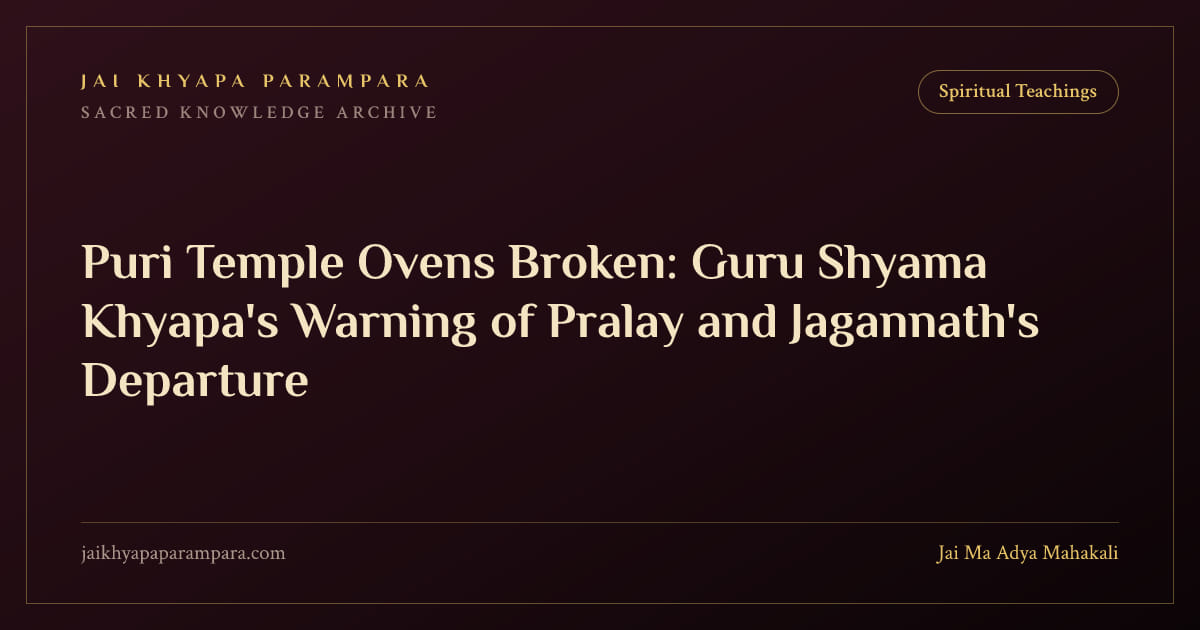 JAI KHYAPA PARAMPARA
SACRED KNOWLEDGE ARCHIVE
Spiritual Teachings
Puri Temple Ovens Broken: Guru Shyama
Khyapa's Warning of Pralay and Jagannath's
Departure
jaikhyapaparampara.com
Jai Ma Adya Mahakali